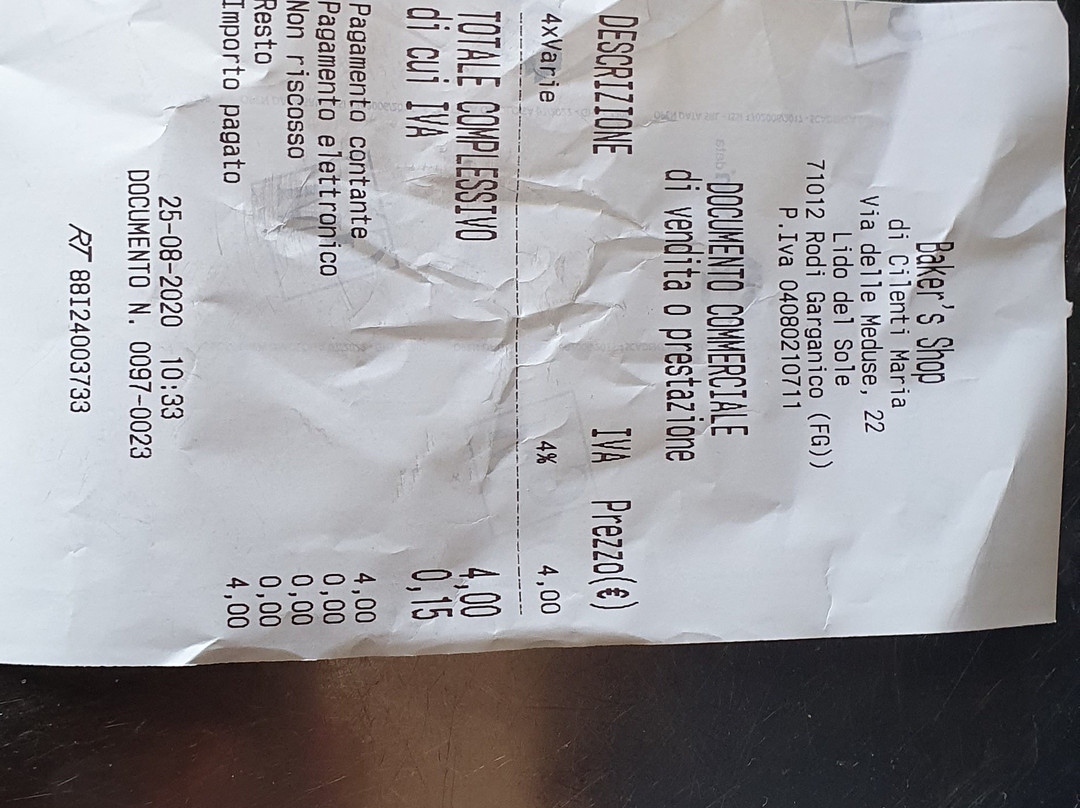 Baker's Shop
di Cilenti Maria
Via delle Meduse, 22
Lido del Sole
71012 Rodi Garganico (FG))
P.Iva 04080210711
DOCUMENTO COMMERCIALE
di vendita o prestazione
DESCRIZIONE IVA Prezzo(€)
4xVarie 4% 4,00
TOTALE COMPLESSIVO 4,00
di cui IVA 0,15
Pagamento contante 4,00
Pagamento elettronico 0,00
Non riscosso 0,00
Resto 0,00
Importo pagato 4,00
25-08-2020 10:33
DOCUMENTO N. 0097-0023
RT 88I24003733